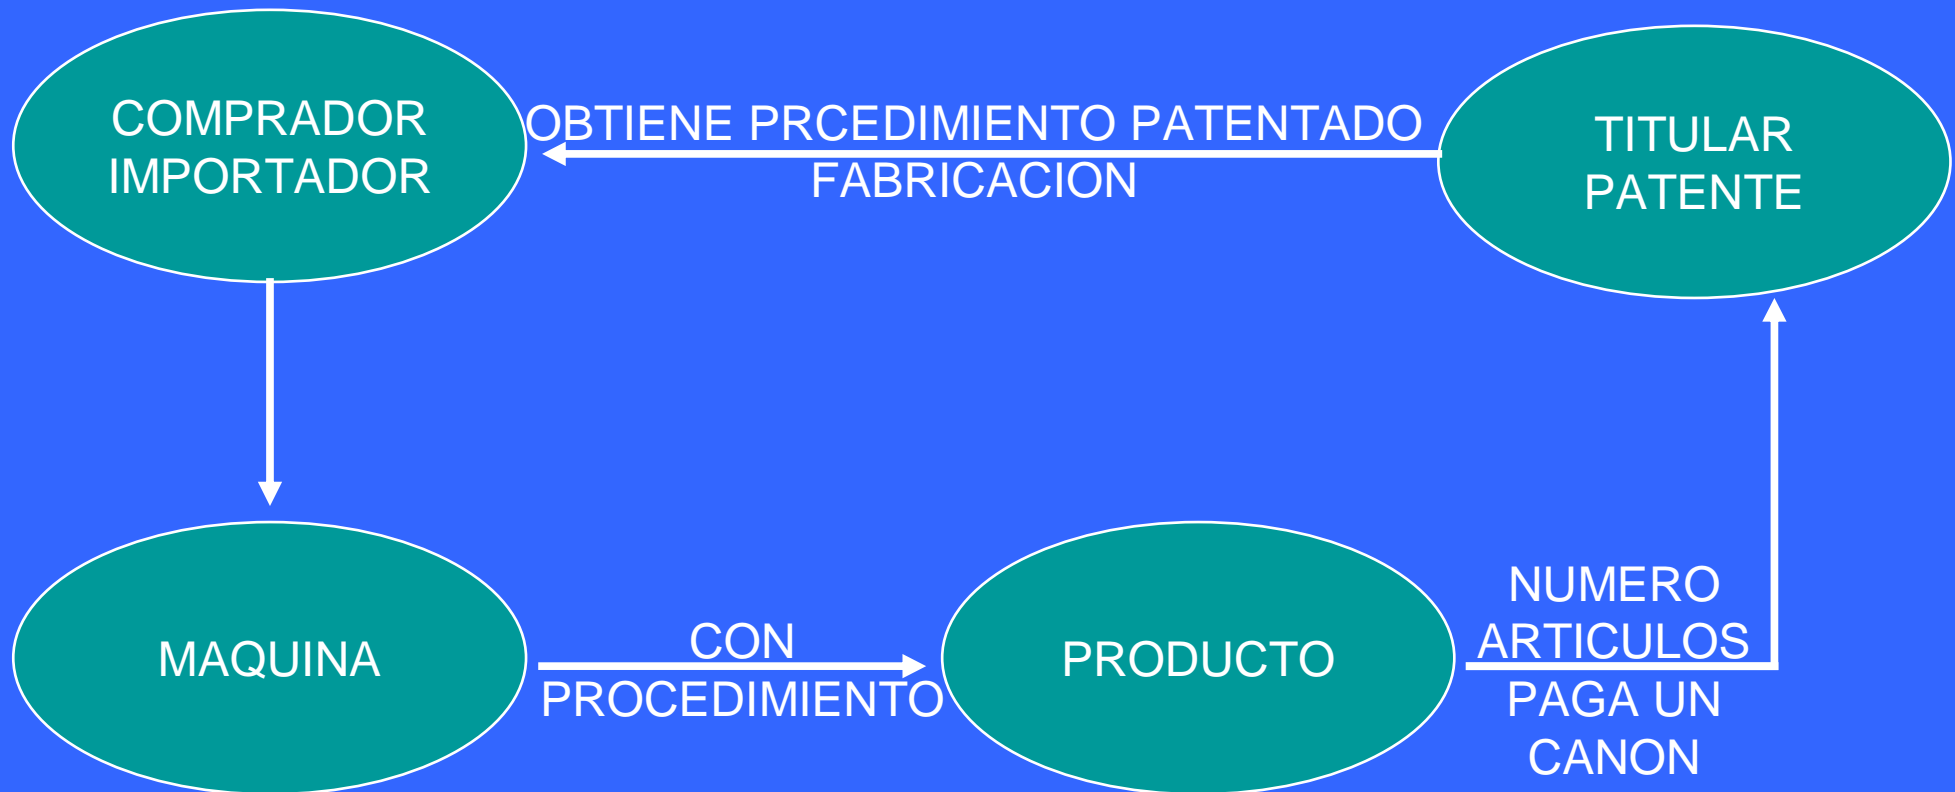 COMPRADOR
IMPORTADOR
OBTIENE PRCEDIMIENTO PATENTADO
FABRICACION
TITULAR
PATENTE
MAQUINA
CON
PROCEDIMIENTO
PRODUCTO
NUMERO
ARTICULOS
PAGA UN
CANON